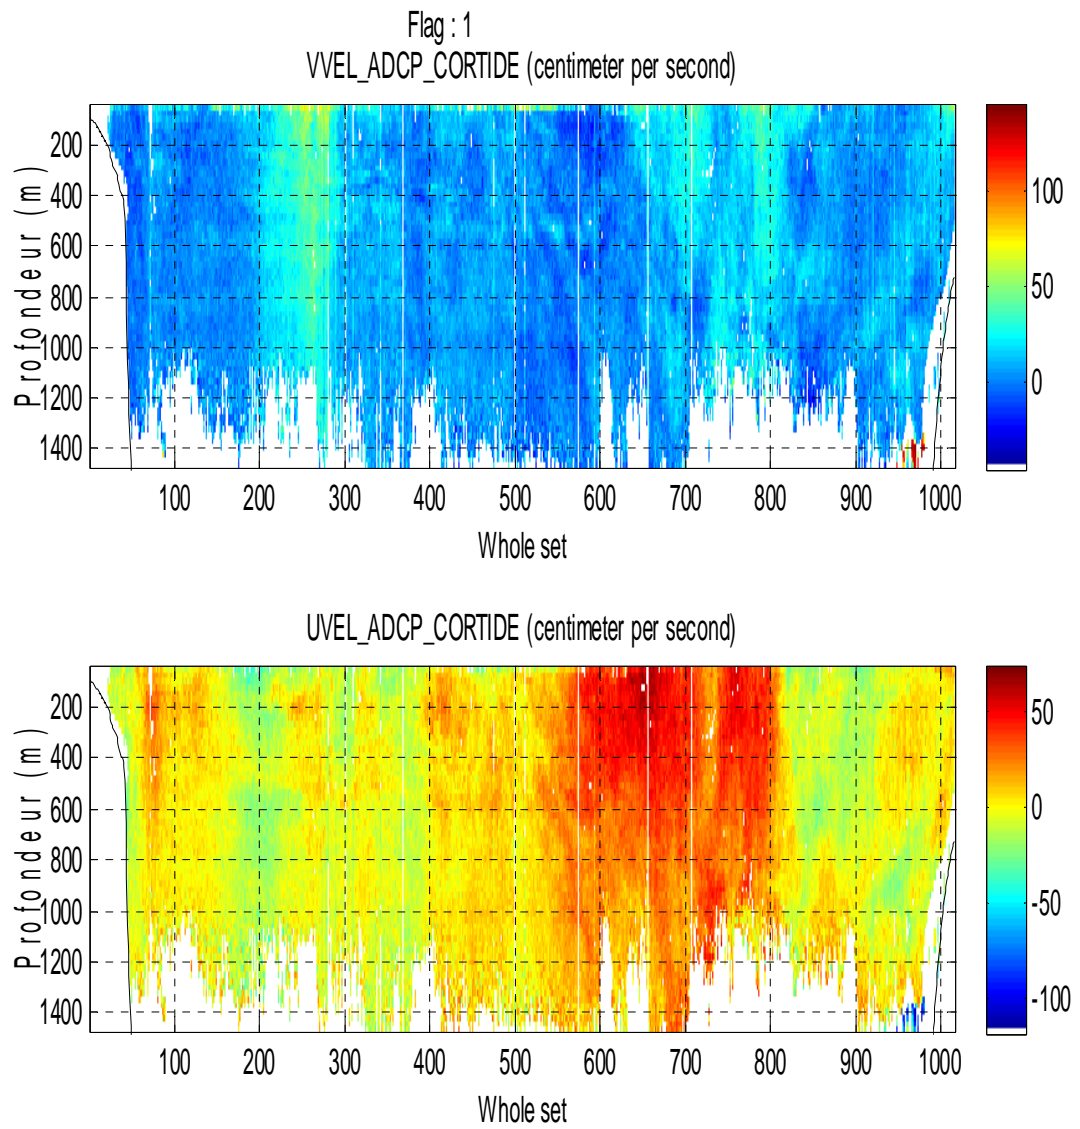 Flag : 1
VVEL_ADCP_CORTIDE (centimeter per second)
Profondeur (m)
200
400
600
800
1000
1200
1400
100 200 300 400 500 600 700 800 900 1000
Whole set
100
50
0
UVEL_ADCP_CORTIDE (centimeter per second)
Profondeur (m)
200
400
600
800
1000
1200
1400
100 200 300 400 500 600 700 800 900 1000
Whole set
50
0
-50
-100